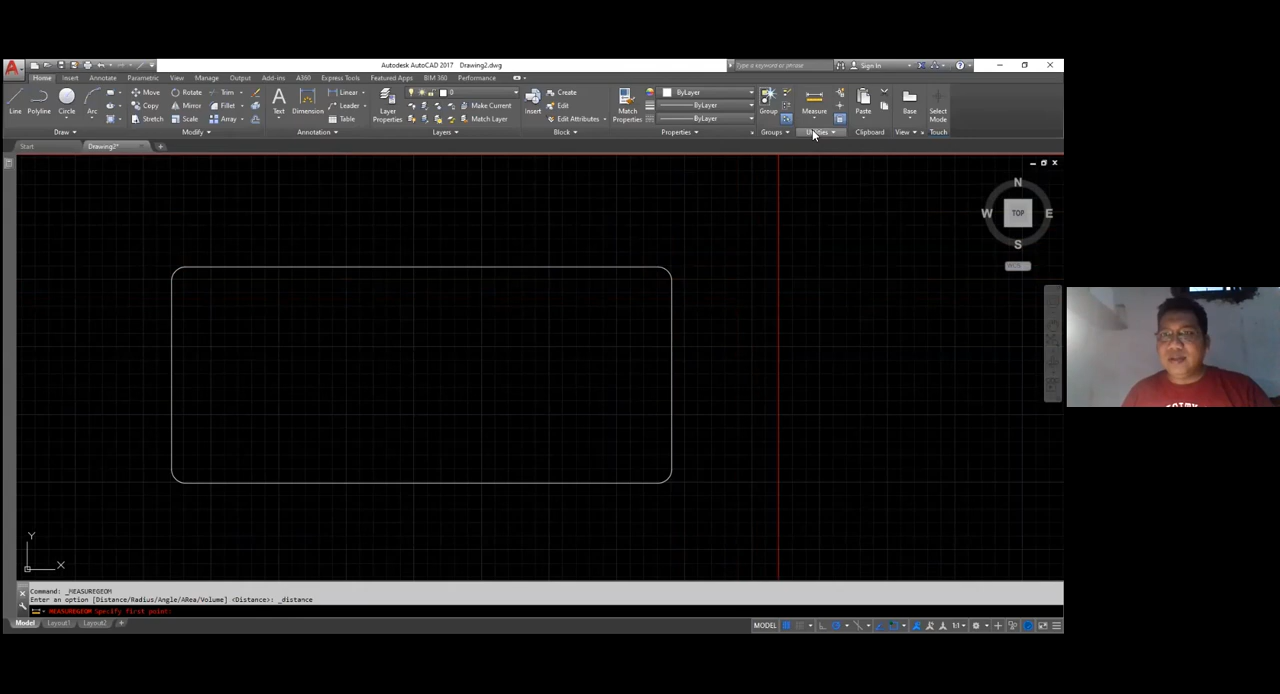 Autodesk AutoCAD 2017 Drawing2.dwg
Type a keyword or phrase
Sign In
Home Insert Annotate Parametric View Manage Output Add-ins A360 Express Tools Featured Apps BIM 360 Performance
Line Polyline Circle Arc
Move Rotate Trim
Copy Mirror Fillet
Stretch Scale Array
Text Dimension
Linear
Leader
Table
Layer Properties
0
Make Current
Match Layer
Insert
Create
Edit
Edit Attributes
Match Properties
ByLayer
ByLayer
ByLayer
Group
Measure
Paste
Base
Select Mode
Draw Modify Annotation Layers Block Properties Groups Utilities Clipboard View Touch
Start Drawing2*
N
W TOP E
S
Y
X
Command: _MEASUREGEOM
Enter an option [Distance/Radius/Angle/ARea/Volume] <Distance>: _distance
MEASUREGEOM Specify first point:
Model Layout1 Layout2
MODEL
1:1